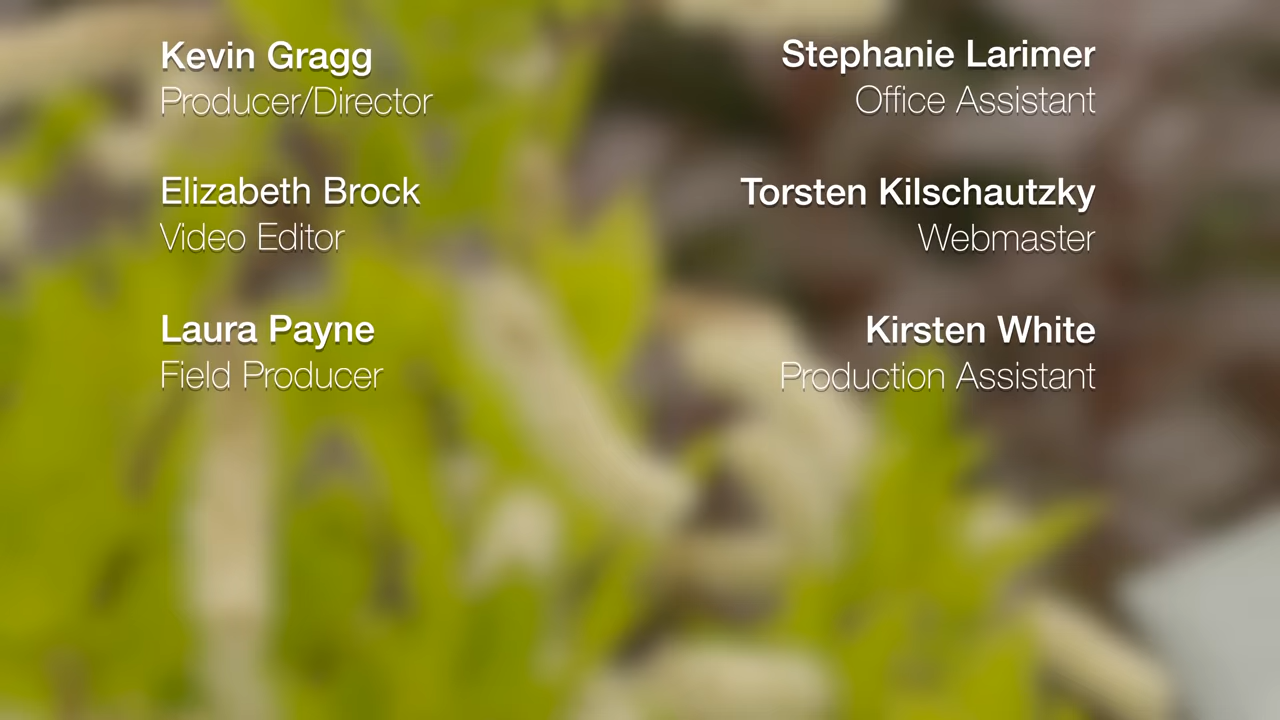 Kevin Gragg
Producer/Director
Elizabeth Brock
Video Editor
Laura Payne
Field Producer
Stephanie Larimer
Office Assistant
Torsten Kilschautzky
Webmaster
Kirsten White
Production Assistant